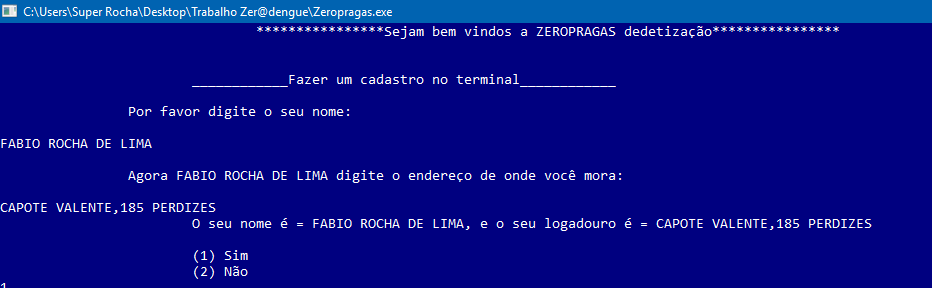 C:\Users\Super Rocha\Desktop\Trabalho Zer@dengue\Zeropragas.exe
****************Sejam bem vindos a ZEROPRAGAS dedetização****************
____________Fazer um cadastro no terminal____________
Por favor digite o seu nome:
FABIO ROCHA DE LIMA
Agora FABIO ROCHA DE LIMA digite o endereço de onde você mora:
CAPOTE VALENTE,185 PERDIZES
O seu nome é = FABIO ROCHA DE LIMA, e o seu logadouro é = CAPOTE VALENTE,185 PERDIZES
(1) Sim
(2) Não
1